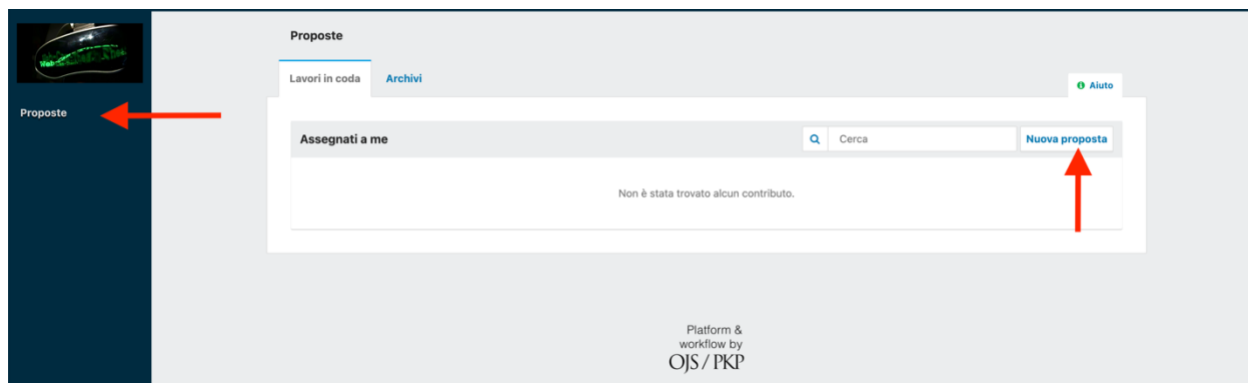 Proposte
Lavori in coda
Archivi
Aiuto
Proposte
Assegnati a me
Cerca
Nuova proposta
Non è stata trovato alcun contributo.
Platform &
workflow by
OJS / PKP